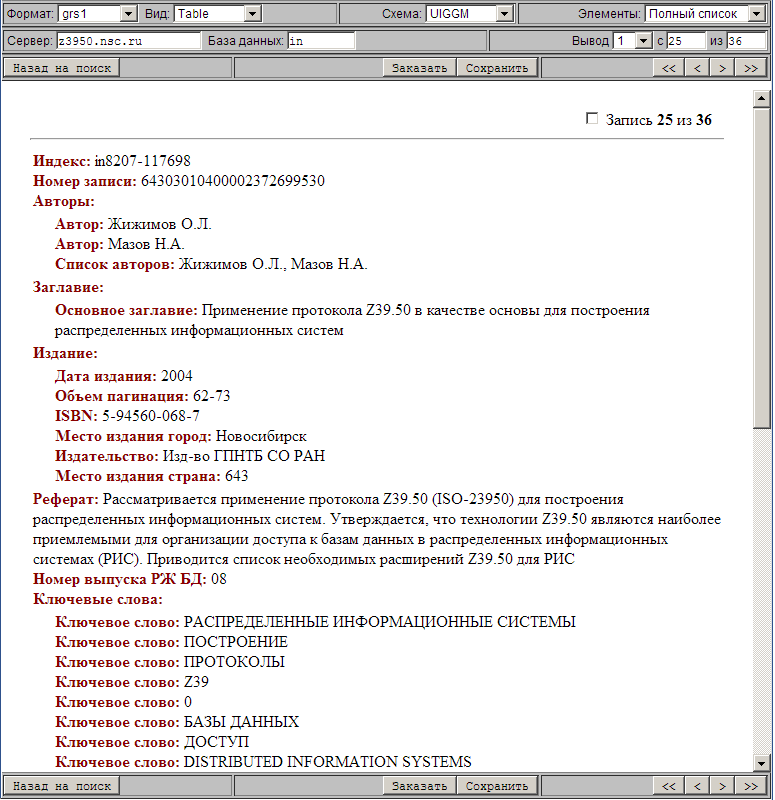 Формат: grs1 Вид: Table Схема: UIGGM Элементы: Полный список
Сервер: z3950.nsc.ru База данных: in Вывод 1 с 25 из 36
Назад на поиск Заказать Сохранить << < > >>
Запись 25 из 36
Индекс: in8207-117698
Номер записи: 64303010400002372699530
Авторы:
Автор: Жижимов О.Л.
Автор: Мазов Н.А.
Список авторов: Жижимов О.Л., Мазов Н.А.
Заглавие:
Основное заглавие: Применение протокола Z39.50 в качестве основы для построения
распределенных информационных систем
Издание:
Дата издания: 2004
Объем пагинация: 62-73
ISBN: 5-94560-068-7
Место издания город: Новосибирск
Издательство: Изд-во ГПНТБ СО РАН
Место издания страна: 643
Реферат: Рассматривается применение протокола Z39.50 (ISO-23950) для построения
распределенных информационных систем. Утверждается, что технологии Z39.50 являются наиболее
приемлемыми для организации доступа к базам данных в распределенных информационных
системах (РИС). Приводится список необходимых расширений Z39.50 для РИС
Номер выпуска РЖ БД: 08
Ключевые слова:
Ключевое слово: РАСПРЕДЕЛЕННЫЕ ИНФОРМАЦИОННЫЕ СИСТЕМЫ
Ключевое слово: ПОСТРОЕНИЕ
Ключевое слово: ПРОТОКОЛЫ
Ключевое слово: Z39
Ключевое слово: 0
Ключевое слово: БАЗЫ ДАННЫХ
Ключевое слово: ДОСТУП
Ключевое слово: DISTRIBUTED INFORMATION SYSTEMS
Назад на поиск Заказать Сохранить << < > >>